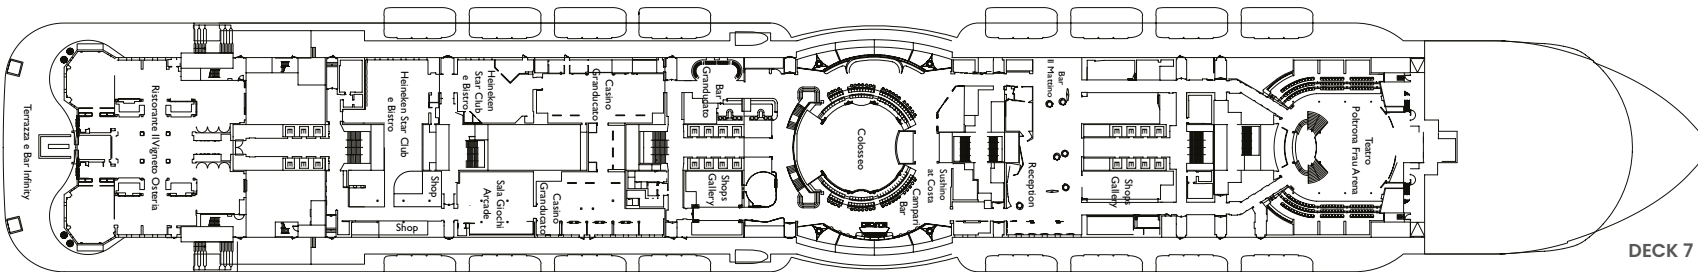 Terrazza e Bar Infinity
Ristorante Il Vigneto Osteria
Heineken Star Club
e Bistro
Shop
Shop
Heineken
Star Club
e Bistro
Sala Giochi
Arcade
Casino
Granducato
Casino
Granducato
Bar
Granducato
Shops
Gallery
Colosseo
Campari
Bar
Sushino
at Costa
Bar
Il Mattino
Reception
Shops
Gallery
Teatro
Poltrona Frau Arena
DECK 7